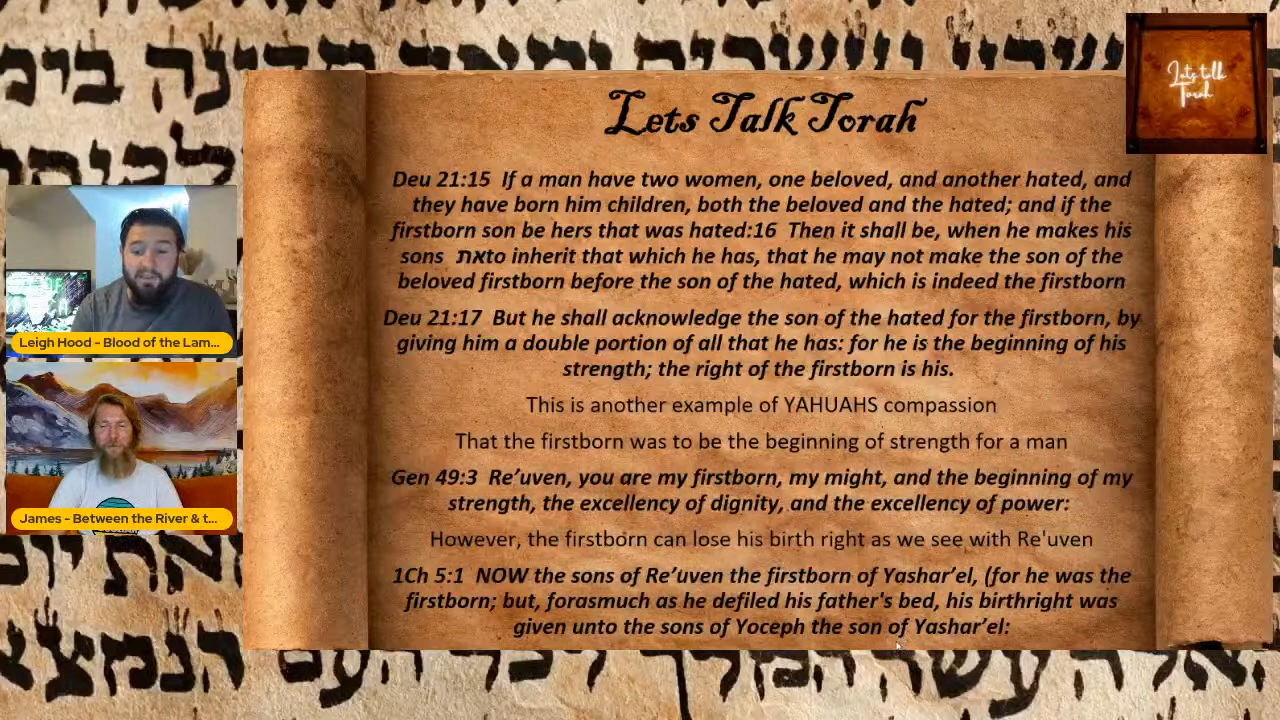 Lets Talk Torah
Lets talk
Torah
Deu 21:15 If a man have two women, one beloved, and another hated, and
they have born him children, both the beloved and the hated; and if the
firstborn son be hers that was hated:16 Then it shall be, when he makes his
sons אתto inherit that which he has, that he may not make the son of the
beloved firstborn before the son of the hated, which is indeed the firstborn
Deu 21:17 But he shall acknowledge the son of the hated for the firstborn, by
giving him a double portion of all that he has: for he is the beginning of his
strength; the right of the firstborn is his.
This is another example of YAHUAHS compassion
That the firstborn was to be the beginning of strength for a man
Gen 49:3 Re’uven, you are my firstborn, my might, and the beginning of my
strength, the excellency of dignity, and the excellency of power:
However, the firstborn can lose his birth right as we see with Re'uven
1Ch 5:1 NOW the sons of Re’uven the firstborn of Yashar’el, (for he was the
firstborn; but, forasmuch as he defiled his father's bed, his birthright was
given unto the sons of Yoceph the son of Yashar’el:
Leigh Hood - Blood of the Lam...
James - Between the River & t...
העם